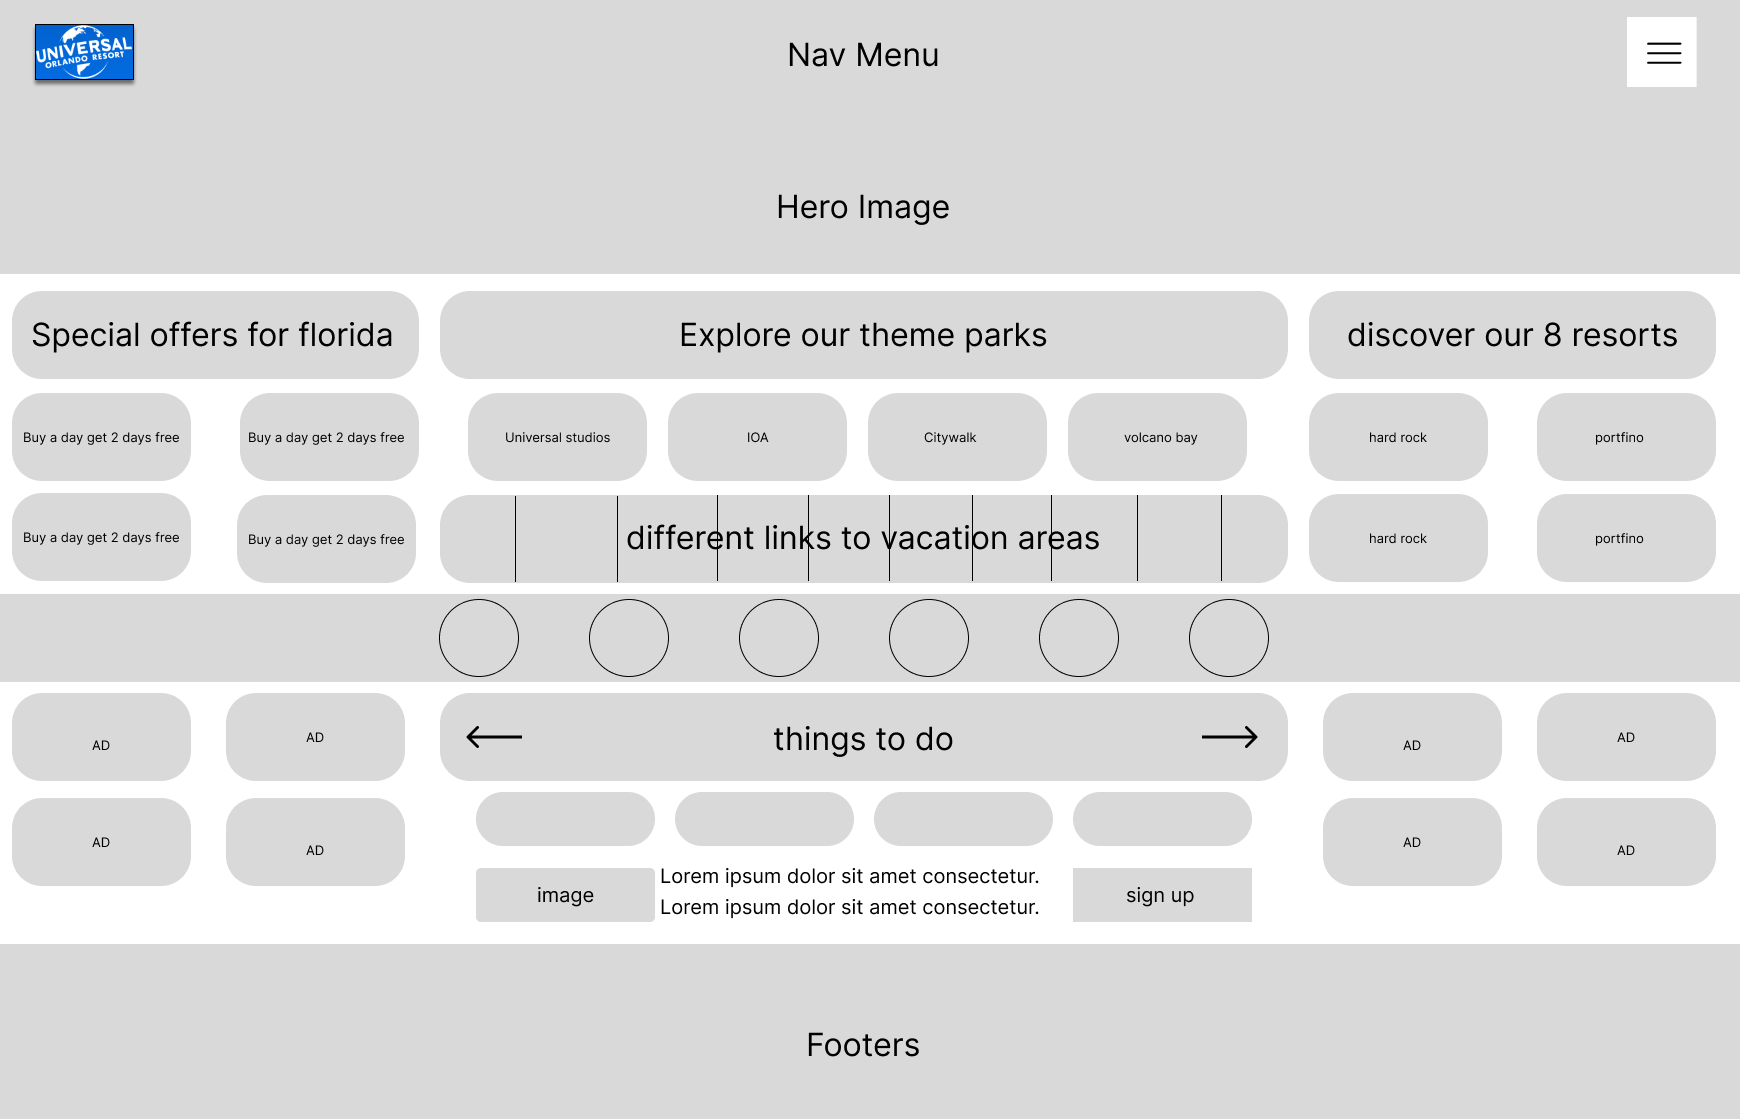 UNIVERSAL
ORLANDO RESORT
Nav Menu
Hero Image
Special offers for florida
Explore our theme parks
discover our 8 resorts
Buy a day get 2 days free
Buy a day get 2 days free
Universal studios
IOA
Citywalk
volcano bay
hard rock
portfino
Buy a day get 2 days free
Buy a day get 2 days free
different links to vacation areas
hard rock
portfino
AD
AD
things to do
AD
AD
AD
AD
AD
AD
image
Lorem ipsum dolor sit amet consectetur.
Lorem ipsum dolor sit amet consectetur.
sign up
Footers